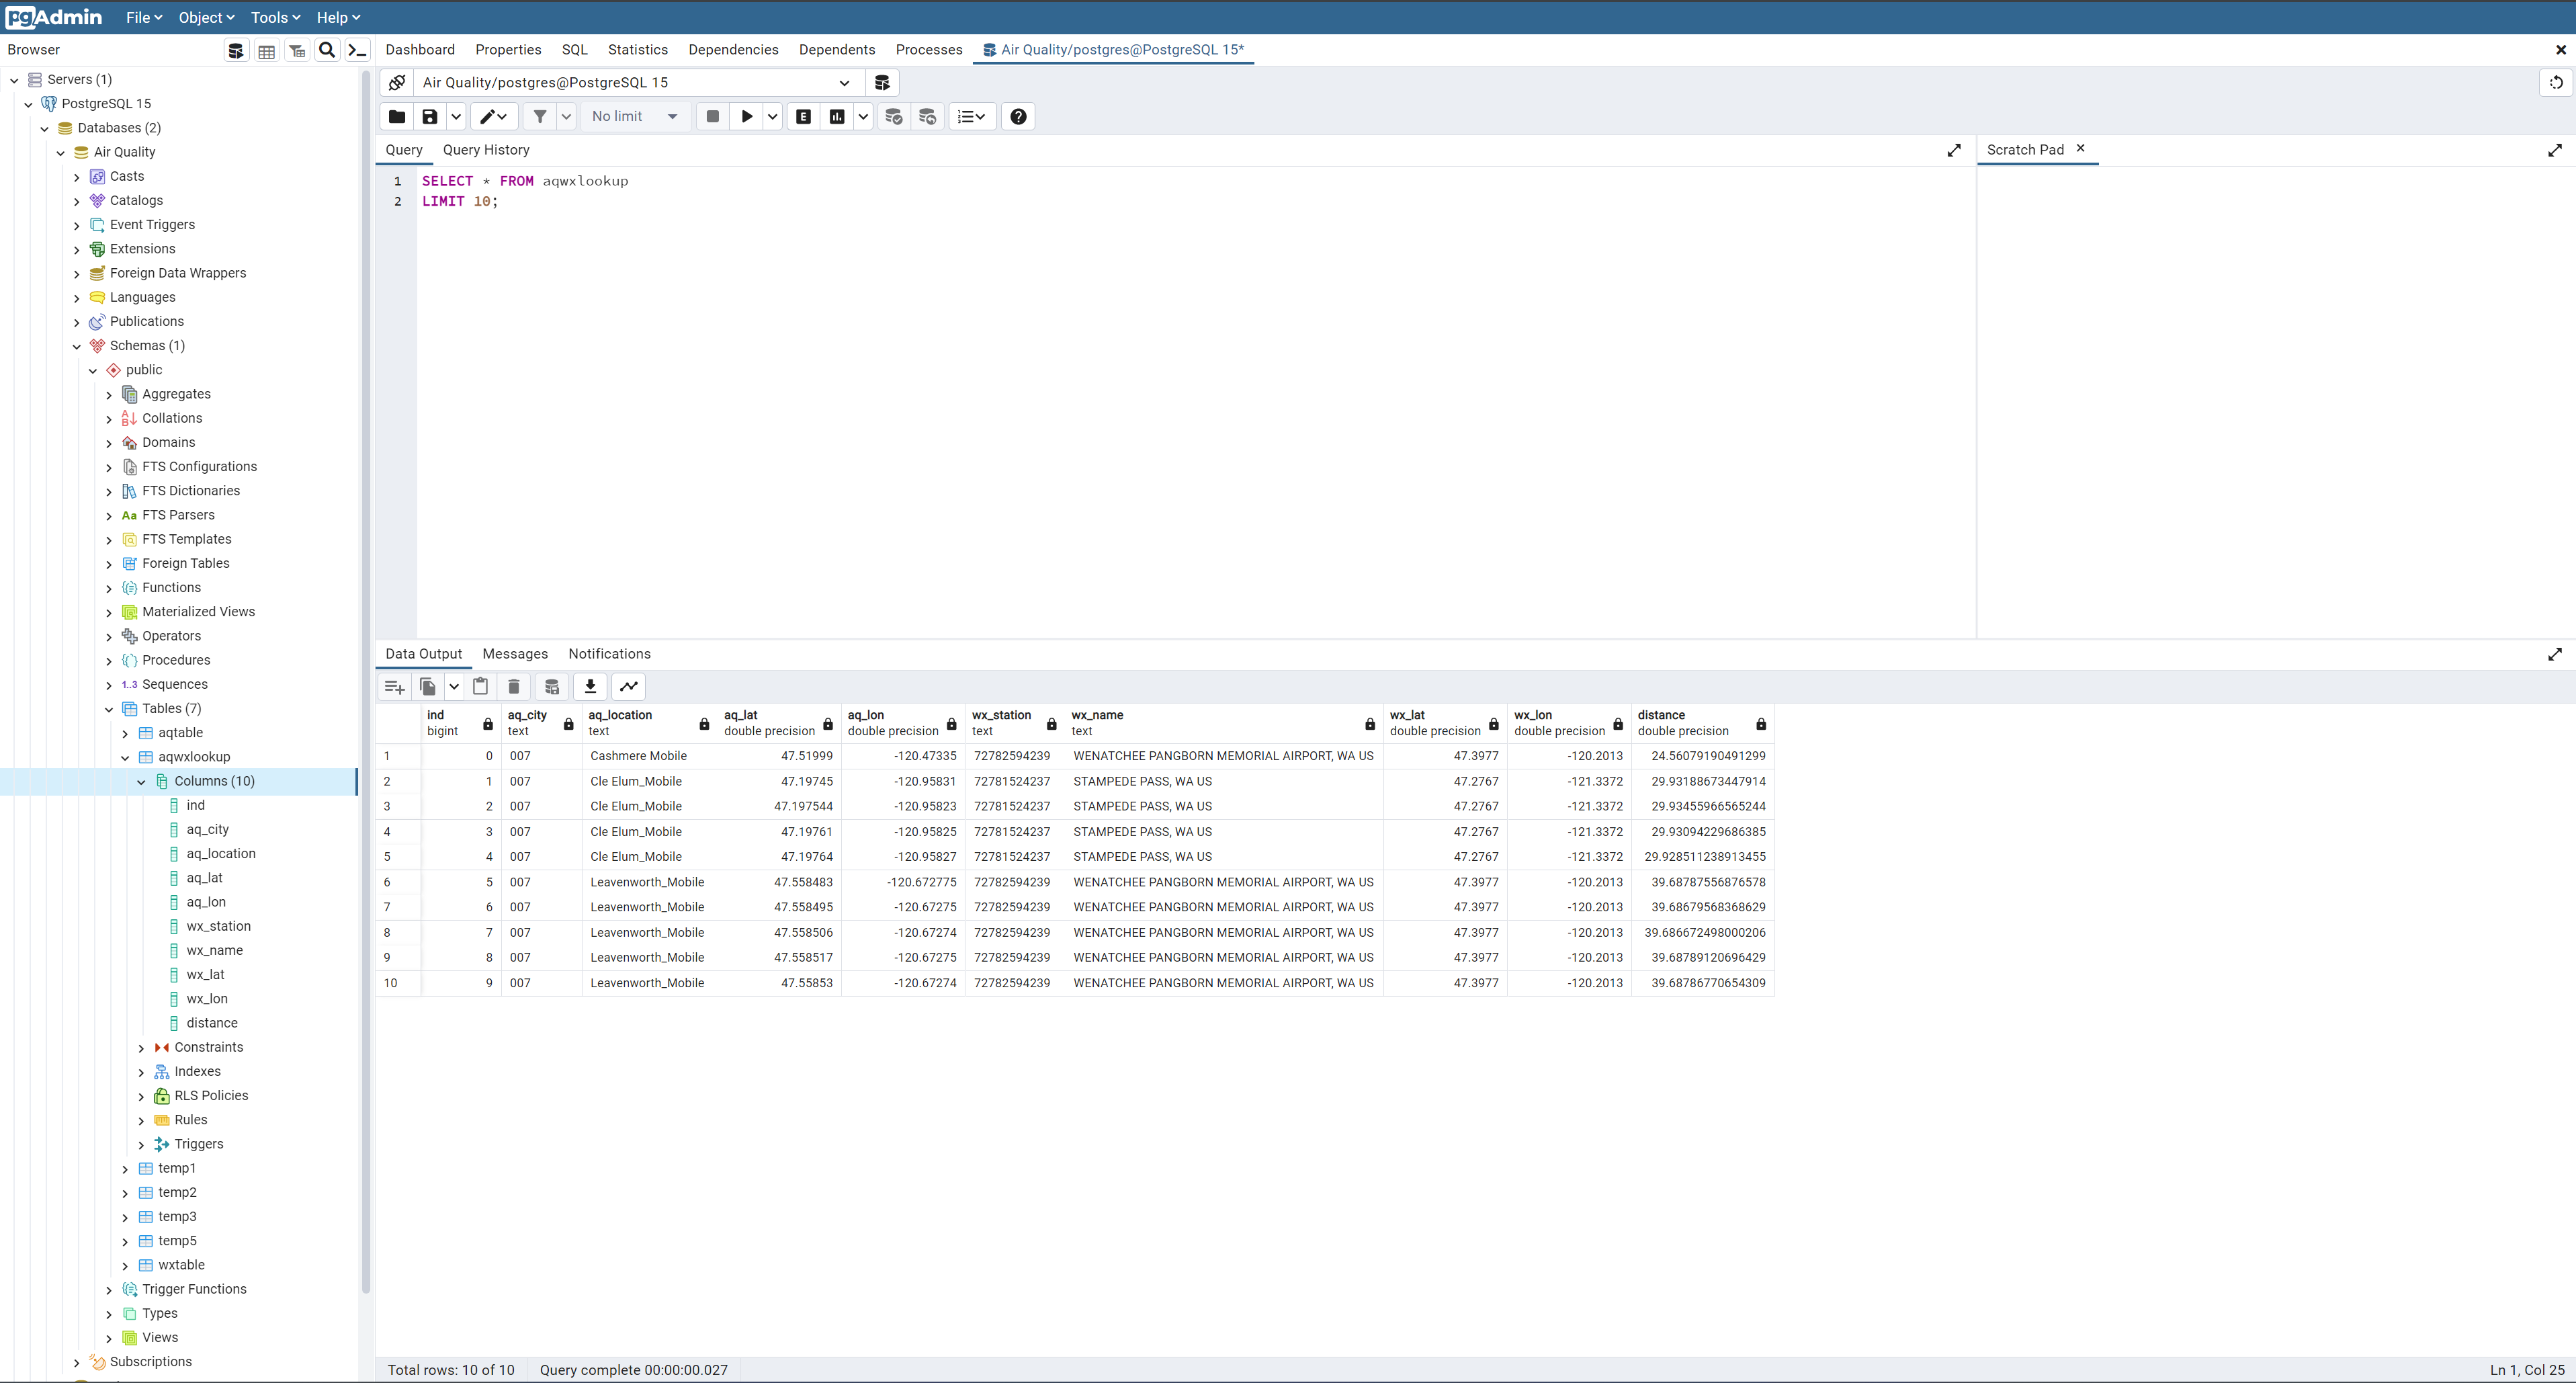 pgAdmin File Object Tools Help
Browser
Dashboard Properties SQL Statistics Dependencies Dependents Processes Air Quality/postgres@PostgreSQL 15*
Servers (1)
PostgreSQL 15
Databases (2)
Air Quality
Casts
Catalogs
Event Triggers
Extensions
Foreign Data Wrappers
Languages
Publications
Schemas (1)
public
Aggregates
Collations
Domains
FTS Configurations
FTS Dictionaries
Aa FTS Parsers
FTS Templates
Foreign Tables
Functions
Materialized Views
Operators
Procedures
1..3 Sequences
Tables (7)
aqtable
aqwxlookup
Columns (10)
ind
aq_city
aq_location
aq_lat
aq_lon
wx_station
wx_name
wx_lat
wx_lon
distance
Constraints
Indexes
RLS Policies
Rules
Triggers
temp1
temp2
temp3
temp5
wxtable
Trigger Functions
Types
Views
Subscriptions
Air Quality/postgres@PostgreSQL 15
No limit E
Query Query History
Scratch Pad
1 SELECT * FROM aqwxlookup
2 LIMIT 10;
Data Output Messages Notifications
ind aq_city aq_location aq_lat aq_lon wx_station wx_name wx_lat wx_lon distance
bigint text text double precision double precision text text double precision double precision double precision
1 0 007 Cashmere Mobile 47.51999 -120.47335 72782594239 WENATCHEE PANGBORN MEMORIAL AIRPORT, WA US 47.3977 -120.2013 24.56079190491299
2 1 007 Cle Elum_Mobile 47.19745 -120.95831 72781524237 STAMPEDE PASS, WA US 47.2767 -121.3372 29.93188673447914
3 2 007 Cle Elum_Mobile 47.197544 -120.95823 72781524237 STAMPEDE PASS, WA US 47.2767 -121.3372 29.93455966565244
4 3 007 Cle Elum_Mobile 47.19761 -120.95825 72781524237 STAMPEDE PASS, WA US 47.2767 -121.3372 29.93094229686385
5 4 007 Cle Elum_Mobile 47.19764 -120.95827 72781524237 STAMPEDE PASS, WA US 47.2767 -121.3372 29.928511238913455
6 5 007 Leavenworth_Mobile 47.558483 -120.672775 72782594239 WENATCHEE PANGBORN MEMORIAL AIRPORT, WA US 47.3977 -120.2013 39.68787556876578
7 6 007 Leavenworth_Mobile 47.558495 -120.67275 72782594239 WENATCHEE PANGBORN MEMORIAL AIRPORT, WA US 47.3977 -120.2013 39.68679568368629
8 7 007 Leavenworth_Mobile 47.558506 -120.67274 72782594239 WENATCHEE PANGBORN MEMORIAL AIRPORT, WA US 47.3977 -120.2013 39.686672498000206
9 8 007 Leavenworth_Mobile 47.558517 -120.67275 72782594239 WENATCHEE PANGBORN MEMORIAL AIRPORT, WA US 47.3977 -120.2013 39.68789120696429
10 9 007 Leavenworth_Mobile 47.55853 -120.67274 72782594239 WENATCHEE PANGBORN MEMORIAL AIRPORT, WA US 47.3977 -120.2013 39.68786770654309
Total rows: 10 of 10 Query complete 00:00:00.027 Ln 1, Col 25